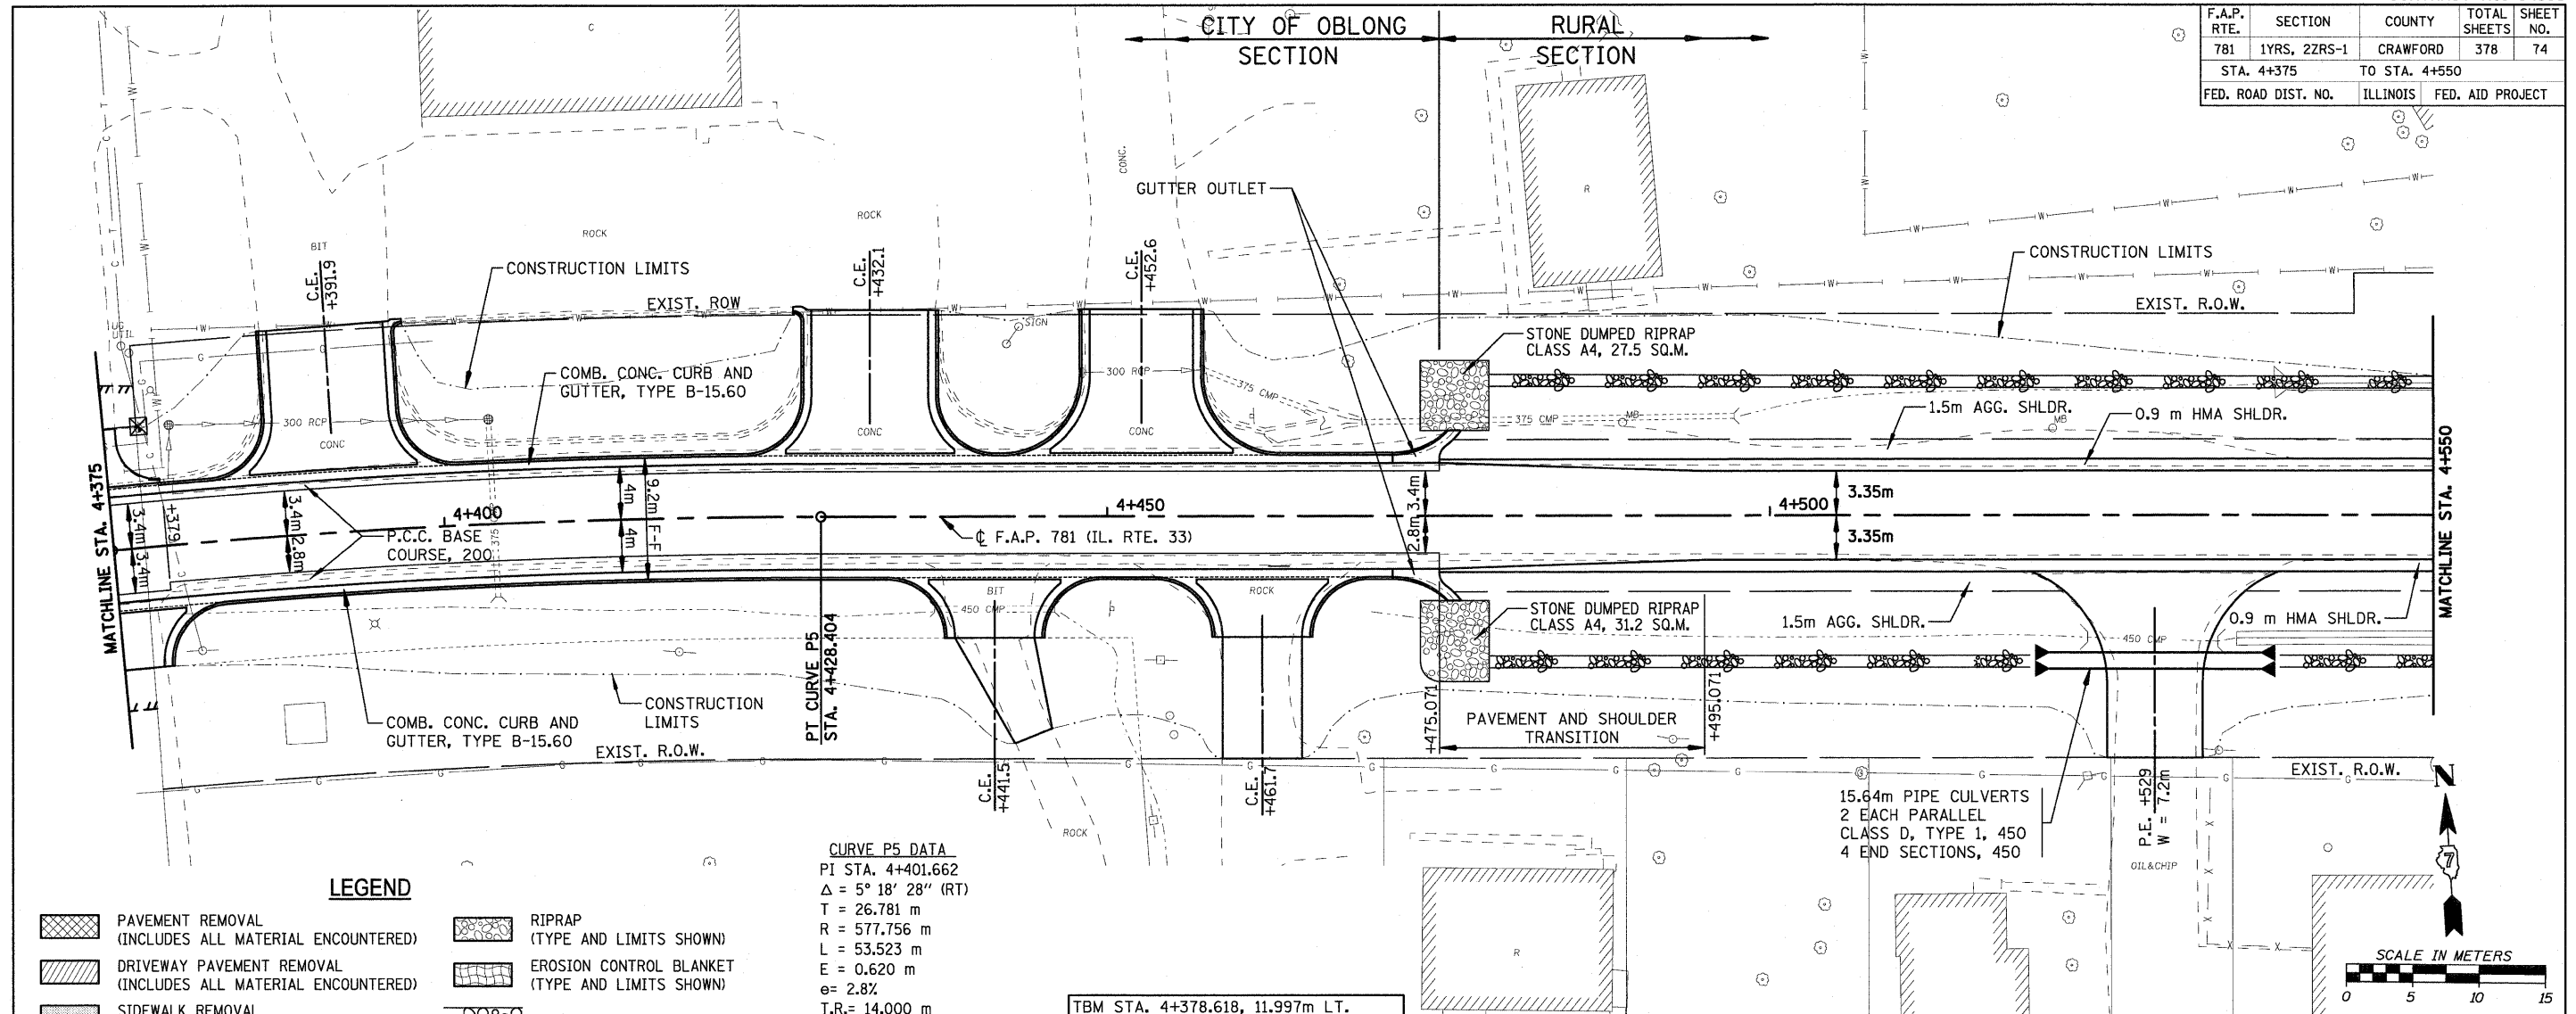 CITY OF OBLONG
SECTION
RURAL
SECTION
F.A.P. RTE.
SECTION
COUNTY
TOTAL SHEETS
SHEET NO.
781
1YRS, 2ZRS-1
CRAWFORD
378
74
STA. 4+375 TO STA. 4+550
FED. ROAD DIST. NO.
ILLINOIS
FED. AID PROJECT
C
CONC.
GUTTER OUTLET
R
ROCK
ROCK
BIT
C.E.
+391.9
CONSTRUCTION LIMITS
C.E.
+432.1
C.E.
+452.6
CONSTRUCTION LIMITS
EXIST. ROW
EXIST. R.O.W.
UG UTIL
SIGN
STONE DUMPED RIPRAP
CLASS A4, 27.5 SQ.M.
COMB. CONC. CURB AND
GUTTER, TYPE B-15.60
300 RCP
375 CMP
300 RCP
CONC
CONC
CONC
375 CMP
MB
MB
1.5m AGG. SHLDR.
0.9 m HMA SHLDR.
MATCHLINE STA. 4+375
MATCHLINE STA. 4+550
3.4m
3.4m
+379
3.4m
2.8m
4+400
375
4m
4m
9.2m F-F
4+450
3.4m
2.8m
4+500
3.35m
3.35m
P.C.C. BASE
COURSE, 200
℄ F.A.P. 781 (IL. RTE. 33)
BIT
450 CMP
ROCK
STONE DUMPED RIPRAP
CLASS A4, 31.2 SQ.M.
1.5m AGG. SHLDR.
0.9 m HMA SHLDR.
450 CMP
PT CURVE P5
STA. 4+428.404
CONSTRUCTION
LIMITS
COMB. CONC. CURB AND
GUTTER, TYPE B-15.60
EXIST. R.O.W.
+475.071
PAVEMENT AND SHOULDER
TRANSITION
+495.071
C.E.
+441.5
C.E.
+461.7
EXIST. R.O.W.
N
15.64m PIPE CULVERTS
2 EACH PARALLEL
CLASS D, TYPE 1, 450
4 END SECTIONS, 450
P.E. +529
W = 7.2m
OIL&CHIP
ROCK
R
7
CURVE P5 DATA
PI STA. 4+401.662
Δ = 5° 18' 28" (RT)
T = 26.781 m
R = 577.756 m
L = 53.523 m
E = 0.620 m
e= 2.8%
T.R.= 14.000 m
LEGEND
PAVEMENT REMOVAL
(INCLUDES ALL MATERIAL ENCOUNTERED)
DRIVEWAY PAVEMENT REMOVAL
(INCLUDES ALL MATERIAL ENCOUNTERED)
SIDEWALK REMOVAL
RIPRAP
(TYPE AND LIMITS SHOWN)
EROSION CONTROL BLANKET
(TYPE AND LIMITS SHOWN)
TBM STA. 4+378.618, 11.997m LT.
SCALE IN METERS
0 5 10 15